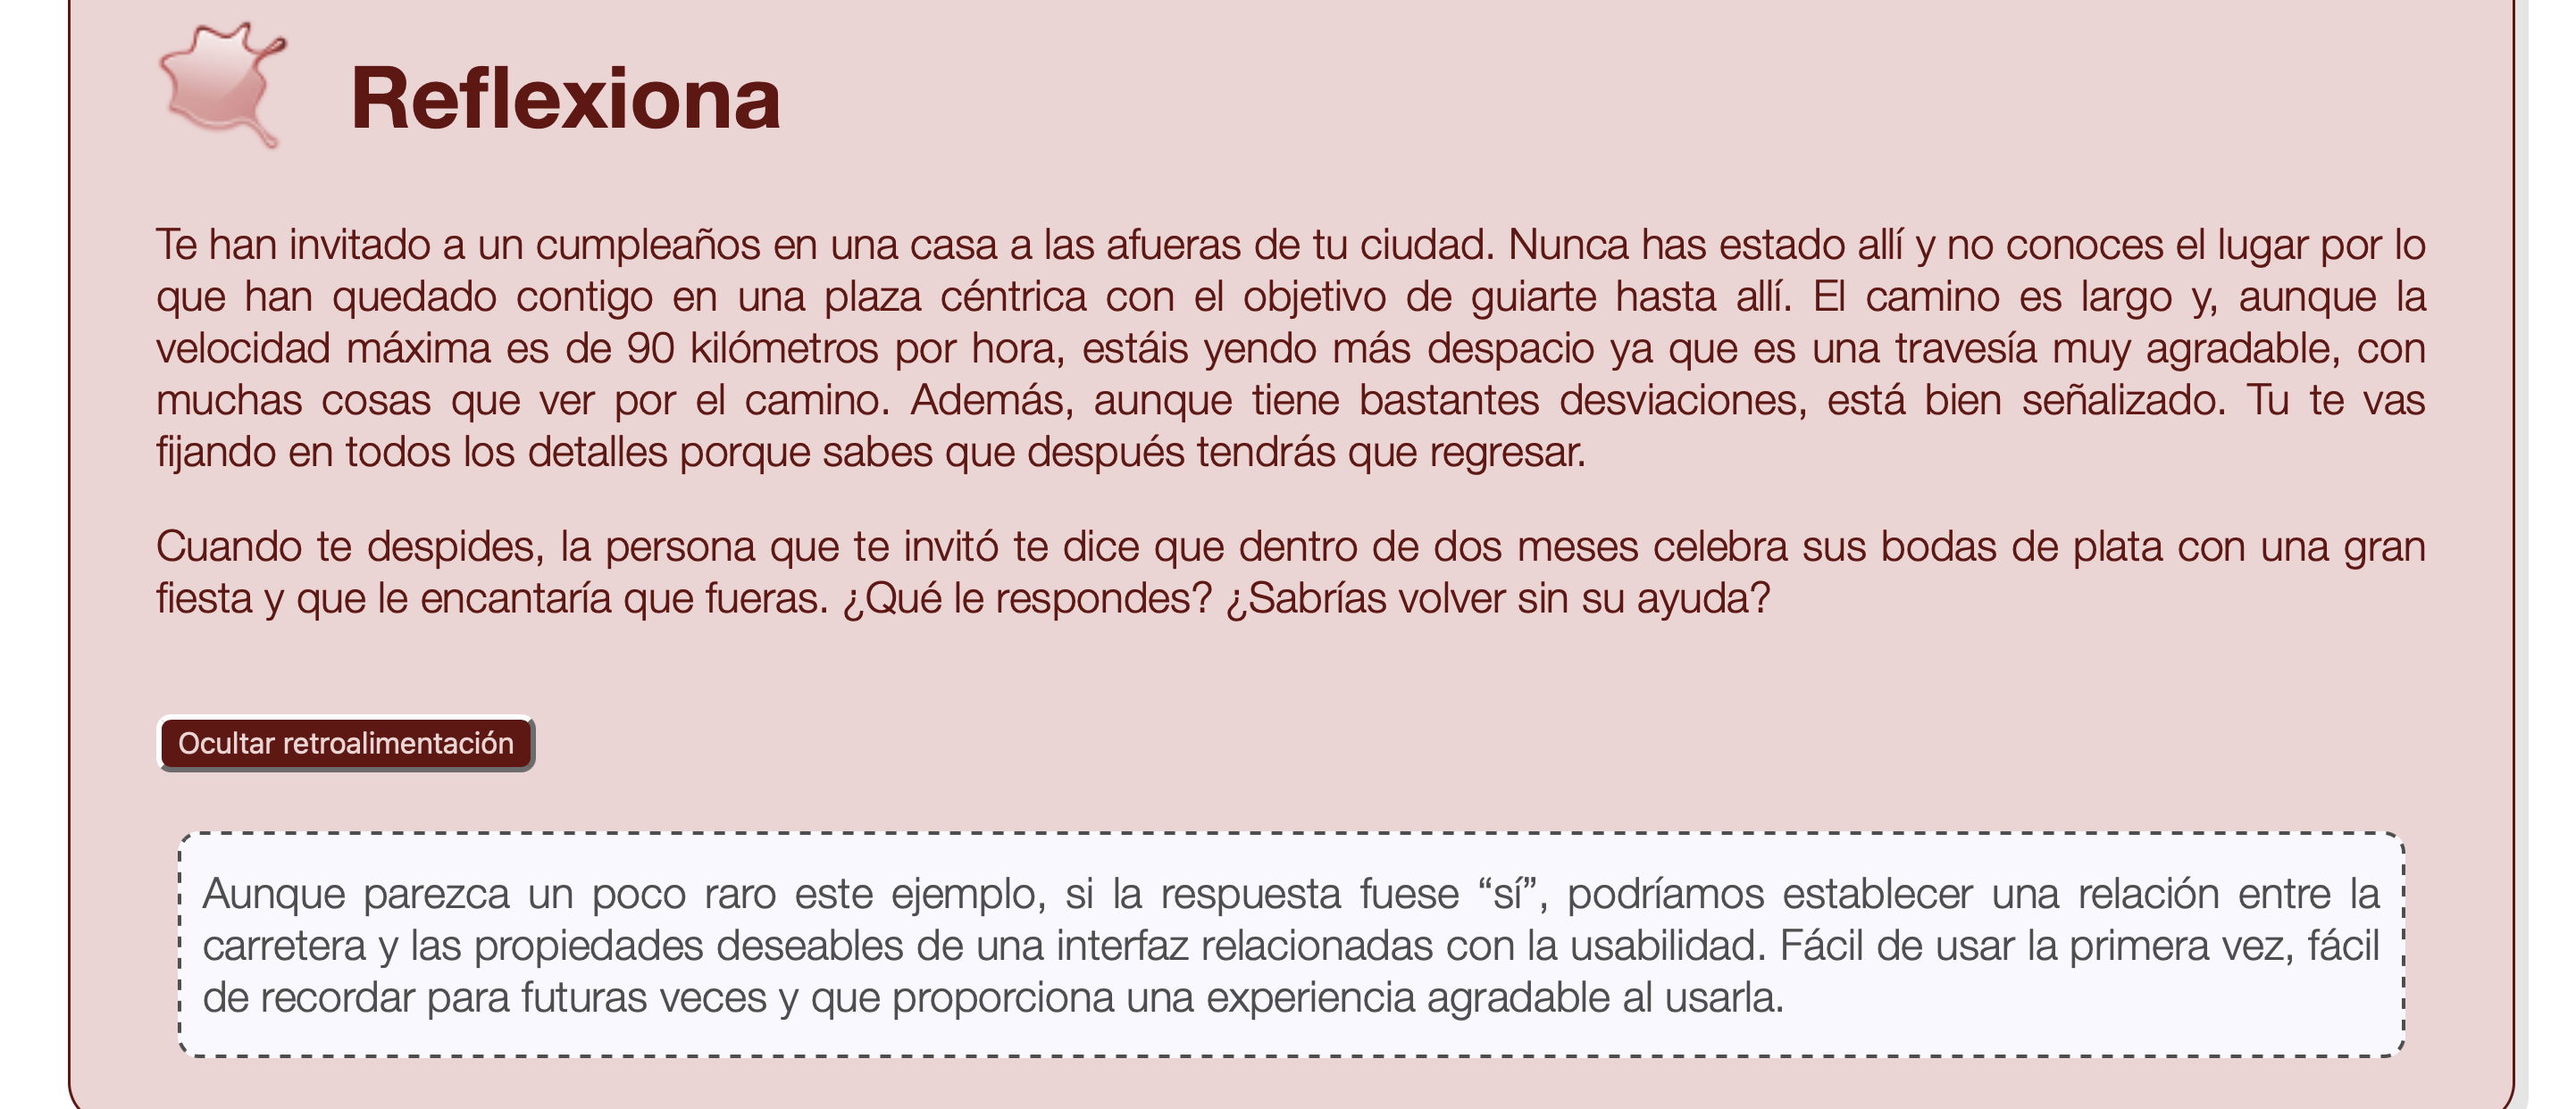 Reflexiona
Te han invitado a un cumpleaños en una casa a las afueras de tu ciudad. Nunca has estado allí y no conoces el lugar por lo
que han quedado contigo en una plaza céntrica con el objetivo de guiarte hasta allí. El camino es largo y, aunque la
velocidad máxima es de 90 kilómetros por hora, estáis yendo más despacio ya que es una travesía muy agradable, con
muchas cosas que ver por el camino. Además, aunque tiene bastantes desviaciones, está bien señalizado. Tu te vas
fijando en todos los detalles porque sabes que después tendrás que regresar.
Cuando te despides, la persona que te invitó te dice que dentro de dos meses celebra sus bodas de plata con una gran
fiesta y que le encantaría que fueras. ¿Qué le respondes? ¿Sabrías volver sin su ayuda?
Ocultar retroalimentación
Aunque parezca un poco raro este ejemplo, si la respuesta fuese “sí”, podríamos establecer una relación entre la
carretera y las propiedades deseables de una interfaz relacionadas con la usabilidad. Fácil de usar la primera vez, fácil
de recordar para futuras veces y que proporciona una experiencia agradable al usarla.